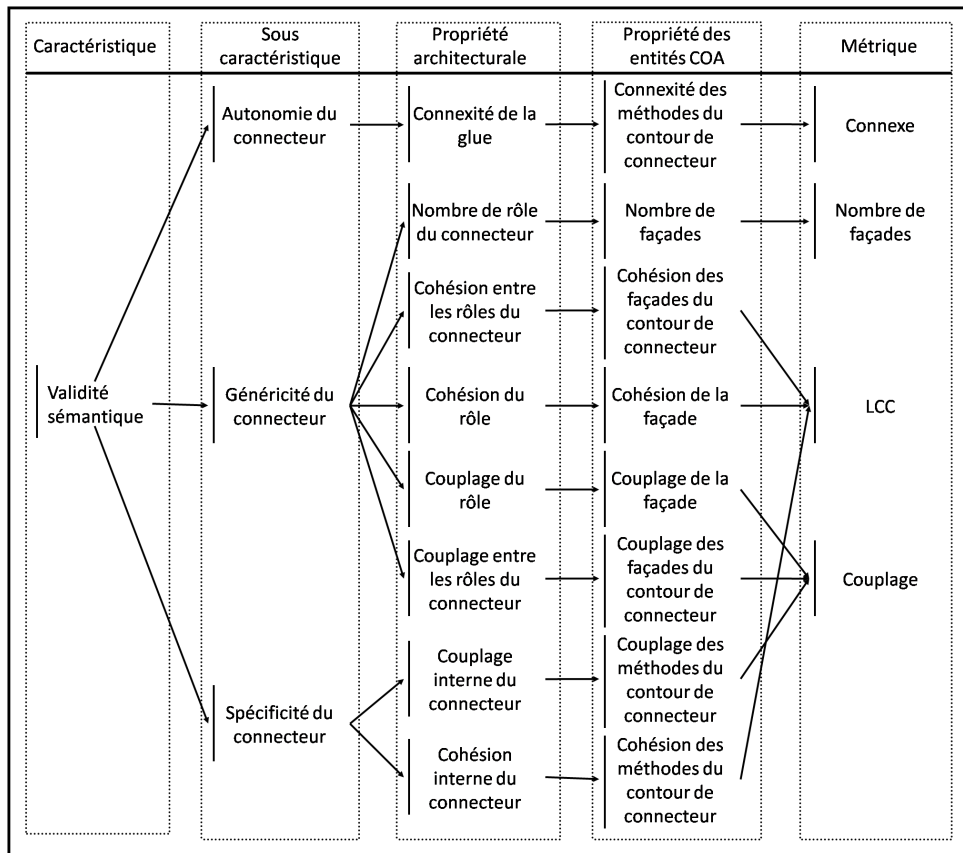 Caractéristique
Sous
caractéristique
Propriété
architecturale
Propriété des
entités COA
Métrique
Autonomie du
connecteur
Connexité de la
glue
Connexité des
méthodes du
contour de
connecteur
Connexe
Nombre de rôle
du connecteur
Nombre de
façades
Nombre de
façades
Cohésion entre
les rôles du
connecteur
Cohésion des
façades du
contour de
connecteur
Validité
sémantique
Généricité du
connecteur
Cohésion du
rôle
Cohésion de la
façade
LCC
Couplage du
rôle
Couplage de la
façade
Couplage entre
les rôles du
connecteur
Couplage des
façades du
contour de
connecteur
Couplage
Spécificité du
connecteur
Couplage
interne du
connecteur
Couplage des
méthodes du
contour de
connecteur
Cohésion
interne du
connecteur
Cohésion des
méthodes du
contour de
connecteur